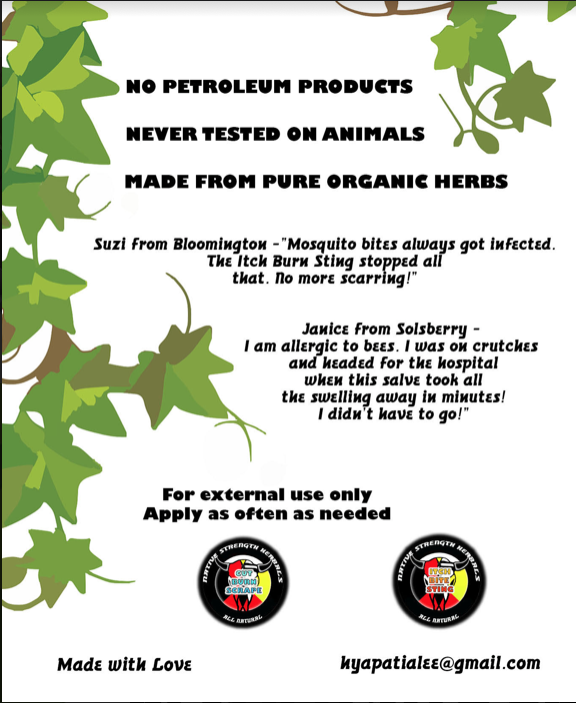 NO PETROLEUM PRODUCTS
NEVER TESTED ON ANIMALS
MADE FROM PURE ORGANIC HERBS
Suzi from Bloomington -"Mosquito bites always got infected.
The Itch Burn Sting stopped all
that. No more scarring!"
Janice from Solsberry -
I am allergic to bees. I was on crutches
and headed for the hospital
when this salve took all
the swelling away in minutes!
I didn't have to go!"
For external use only
Apply as often as needed
NATIVE STRENGTH HERBALS
CUT
BURN
SCRAPE
ALL NATURAL
NATIVE STRENGTH HERBALS
BITE
STING
ALL NATURAL
Made with Love
hyapatialee@gmail.com